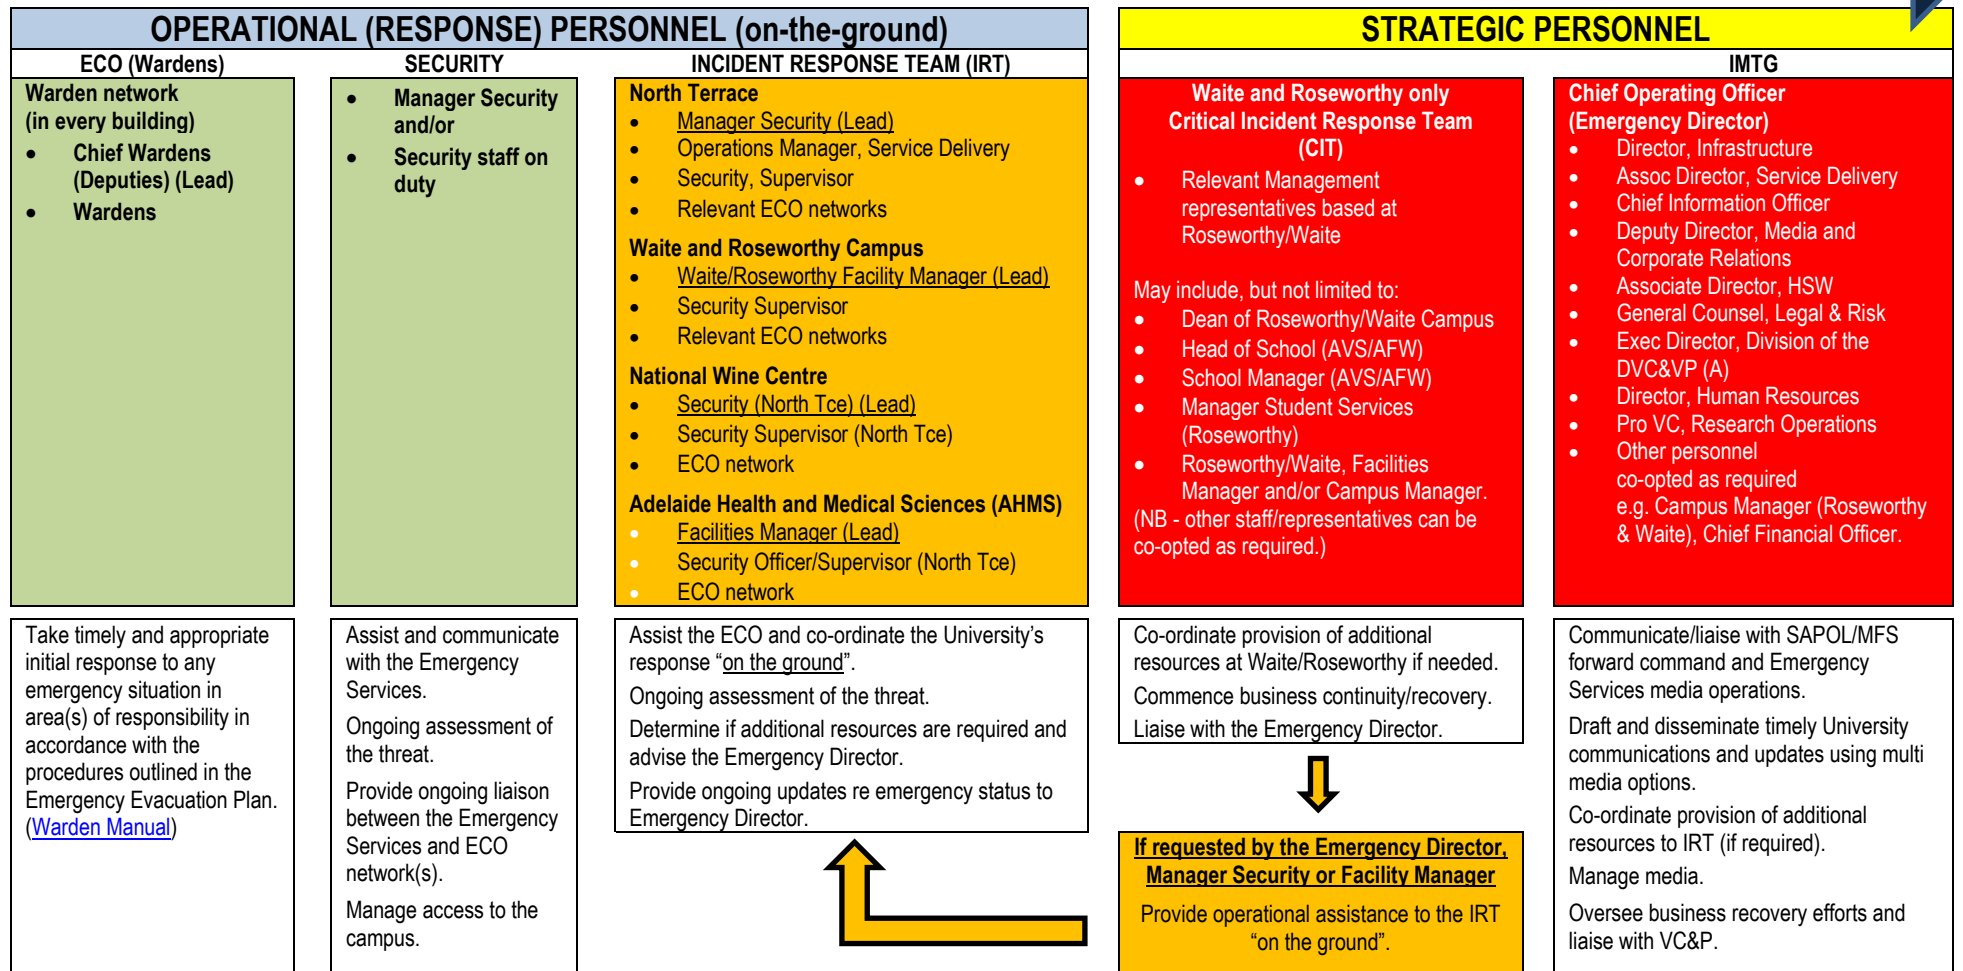 OPERATIONAL (RESPONSE) PERSONNEL (on-the-ground)
STRATEGIC PERSONNEL
ECO (Wardens)
SECURITY
INCIDENT RESPONSE TEAM (IRT)
IMTG
Warden network
(in every building)
• Chief Wardens
(Deputies) (Lead)
• Wardens
• Manager Security
and/or
• Security staff on
duty
North Terrace
• Manager Security (Lead)
• Operations Manager, Service Delivery
• Security, Supervisor
• Relevant ECO networks
Waite and Roseworthy Campus
• Waite/Roseworthy Facility Manager (Lead)
• Security Supervisor
• Relevant ECO networks
National Wine Centre
• Security (North Tce) (Lead)
• Security Supervisor (North Tce)
• ECO network
Adelaide Health and Medical Sciences (AHMS)
• Facilities Manager (Lead)
• Security Officer/Supervisor (North Tce)
• ECO network
Waite and Roseworthy only
Critical Incident Response Team
(CIT)
• Relevant Management
representatives based at
Roseworthy/Waite
May include, but not limited to:
• Dean of Roseworthy/Waite Campus
• Head of School (AVS/AFW)
• School Manager (AVS/AFW)
• Manager Student Services
(Roseworthy)
• Roseworthy/Waite, Facilities
Manager and/or Campus Manager.
(NB - other staff/representatives can be
co-opted as required.)
Chief Operating Officer
(Emergency Director)
• Director, Infrastructure
• Assoc Director, Service Delivery
• Chief Information Officer
• Deputy Director, Media and
Corporate Relations
• Associate Director, HSW
• General Counsel, Legal & Risk
• Exec Director, Division of the
DVC&VP (A)
• Director, Human Resources
• Pro VC, Research Operations
• Other personnel
co-opted as required
e.g. Campus Manager (Roseworthy
& Waite), Chief Financial Officer.
Take timely and appropriate
initial response to any
emergency situation in
area(s) of responsibility in
accordance with the
procedures outlined in the
Emergency Evacuation Plan.
(Warden Manual)
Assist and communicate
with the Emergency
Services.
Ongoing assessment of
the threat.
Provide ongoing liaison
between the Emergency
Services and ECO
network(s).
Manage access to the
campus.
Assist the ECO and co-ordinate the University’s
response “on the ground”.
Ongoing assessment of the threat.
Determine if additional resources are required and
advise the Emergency Director.
Provide ongoing updates re emergency status to
Emergency Director.
Co-ordinate provision of additional
resources at Waite/Roseworthy if needed.
Commence business continuity/recovery.
Liaise with the Emergency Director.
If requested by the Emergency Director,
Manager Security or Facility Manager
Provide operational assistance to the IRT
“on the ground”.
Communicate/liaise with SAPOL/MFS
forward command and Emergency
Services media operations.
Draft and disseminate timely University
communications and updates using multi
media options.
Co-ordinate provision of additional
resources to IRT (if required).
Manage media.
Oversee business recovery efforts and
liaise with VC&P.